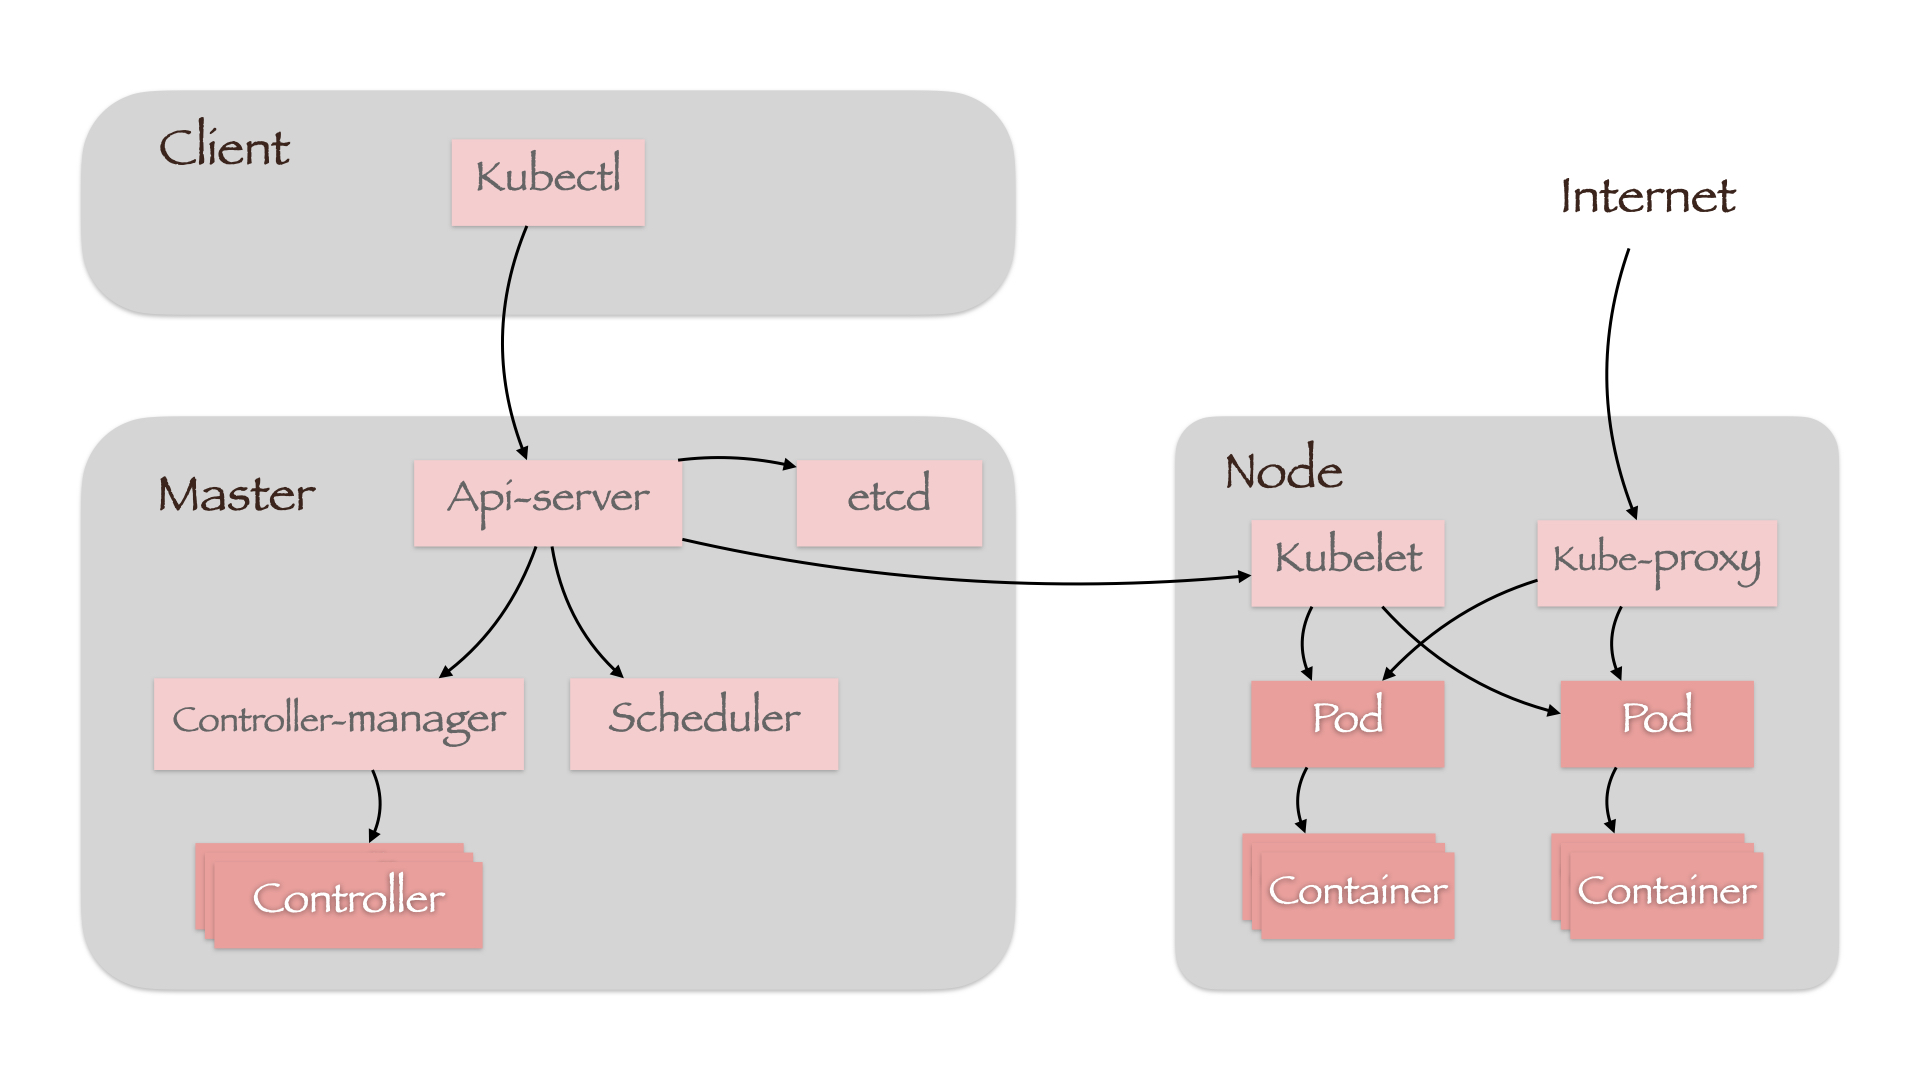 Client
Kubectl
Internet
Master
Api-server
etcd
Node
Kubelet
Kube-proxy
Controller-manager
Scheduler
Pod
Pod
Controller
Container
Container